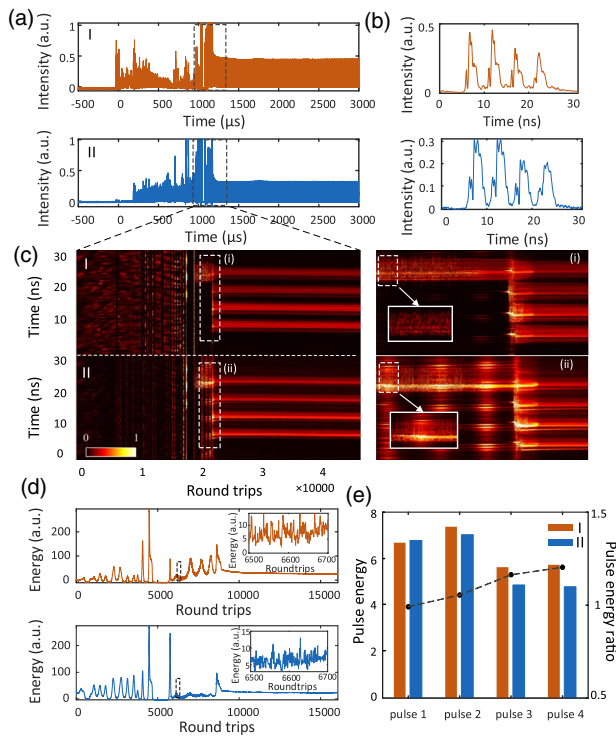 (a)
I
Intensity (a.u.)
1
0.5
0
-500
0
500
1000
1500
2000
2500
3000
Time (μs)
II
Intensity (a.u.)
1
0.5
0
-500
0
500
1000
1500
2000
2500
3000
Time (μs)
(b)
Intensity (a.u.)
0.5
0
0
10
20
30
Time (ns)
Intensity (a.u.)
0.3
0.2
0.1
0
0
10
20
30
Time (ns)
(c)
I
(i)
Time (ns)
30
20
10
II
(ii)
Time (ns)
30
20
10
0
0
1
0
1
2
3
4
×10000
Round trips
(i)
(ii)
(d)
Energy (a.u.)
200
100
0
Energy (a.u.)
15
10
5
6500
6600
6700
Roundtrips
0
5000
10000
15000
Round trips
Energy (a.u.)
200
100
0
Energy (a.u.)
15
10
5
6500
6600
6700
Roundtrips
0
5000
10000
15000
Round trips
(e)
I
II
Pulse energy
8
6
4
2
0
Pulse energy ratio
1.5
1
0.5
pulse 1
pulse 2
pulse 3
pulse 4